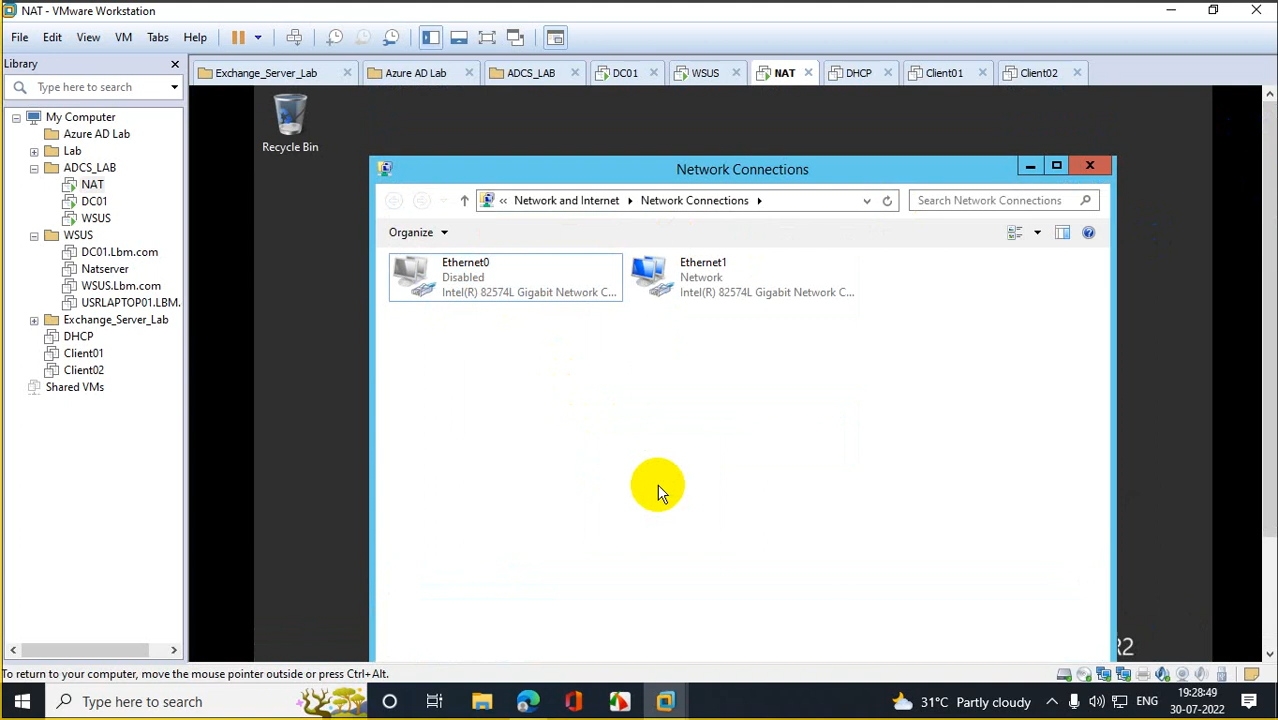 NAT - VMware Workstation
File Edit View VM Tabs Help
Library
Type here to search
My Computer
Azure AD Lab
Lab
ADCS_LAB
NAT
DC01
WSUS
WSUS
DC01.Lbm.com
Natserver
WSUS.Lbm.com
USRLAPTOP01.LBM.
Exchange_Server_Lab
DHCP
Client01
Client02
Shared VMs
Exchange_Server_Lab Azure AD Lab ADCS_LAB DC01 WSUS NAT DHCP Client01 Client02
Recycle Bin
Network Connections
« Network and Internet Network Connections Search Network Connections
Organize
Ethernet0
Disabled
Intel(R) 82574L Gigabit Network C...
Ethernet1
Network
Intel(R) 82574L Gigabit Network C...
R2
To return to your computer, move the mouse pointer outside or press Ctrl+Alt.
Type here to search
31°C Partly cloudy
ENG
19:28:49
30-07-2022